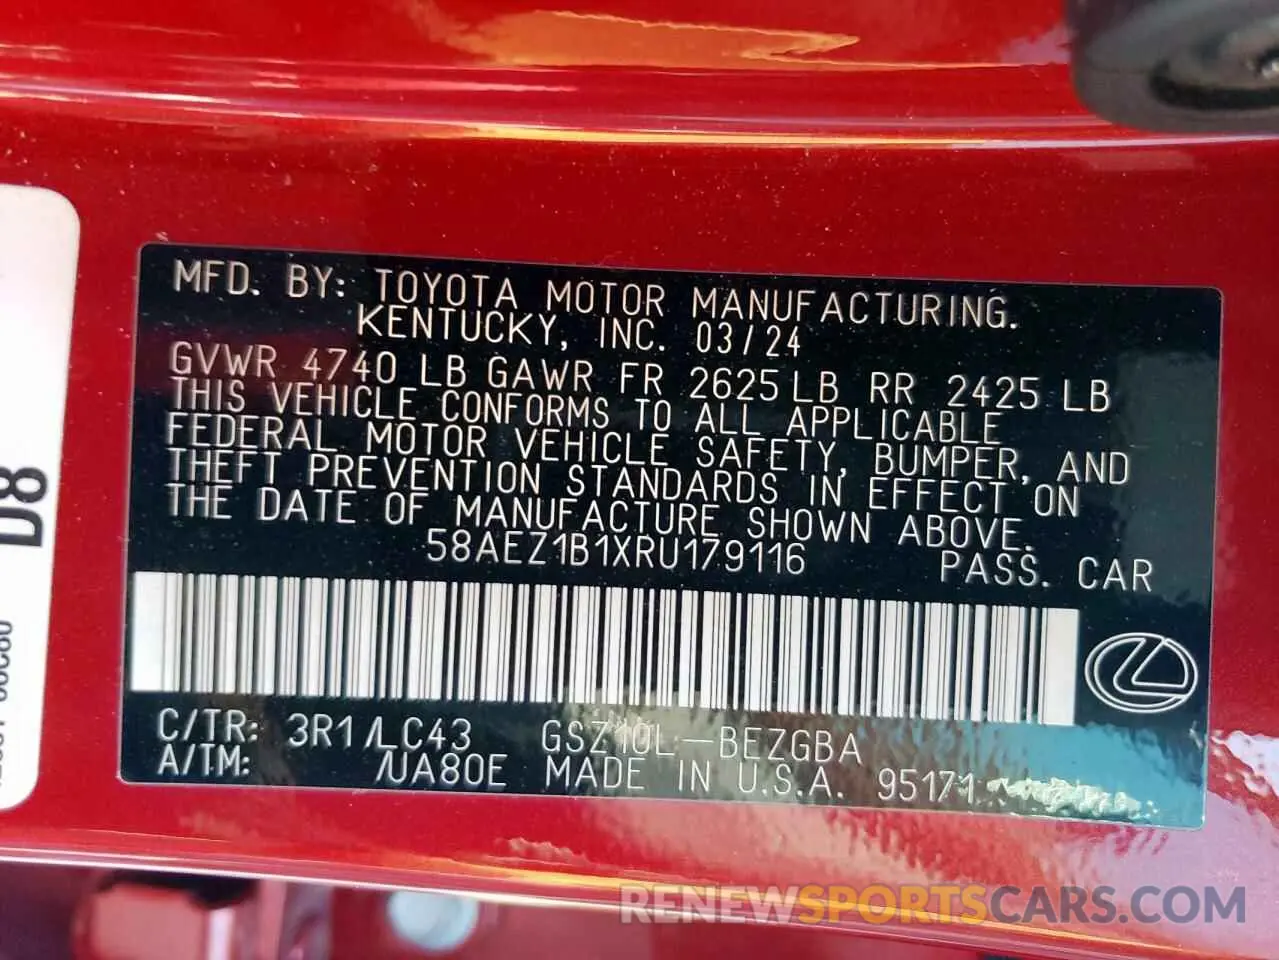 MFD. BY: TOYOTA MOTOR MANUFACTURING.
KENTUCKY, INC. 03/24
GVWR 4740 LB GAWR FR 2625 LB RR 2425 LB
THIS VEHICLE CONFORMS TO ALL APPLICABLE
FEDERAL MOTOR VEHICLE SAFETY, BUMPER, AND
THEFT PREVENTION STANDARDS IN EFFECT ON
THE DATE OF MANUFACTURE SHOWN ABOVE.
58AEZ1B1XRU179116 PASS. CAR
C/TR: 3R1/LC43 GSZ10L-BEZGBA
A/TM: /UA80E MADE IN U.S.A. 95171
D8
RENEWSPORTSCARS.COM